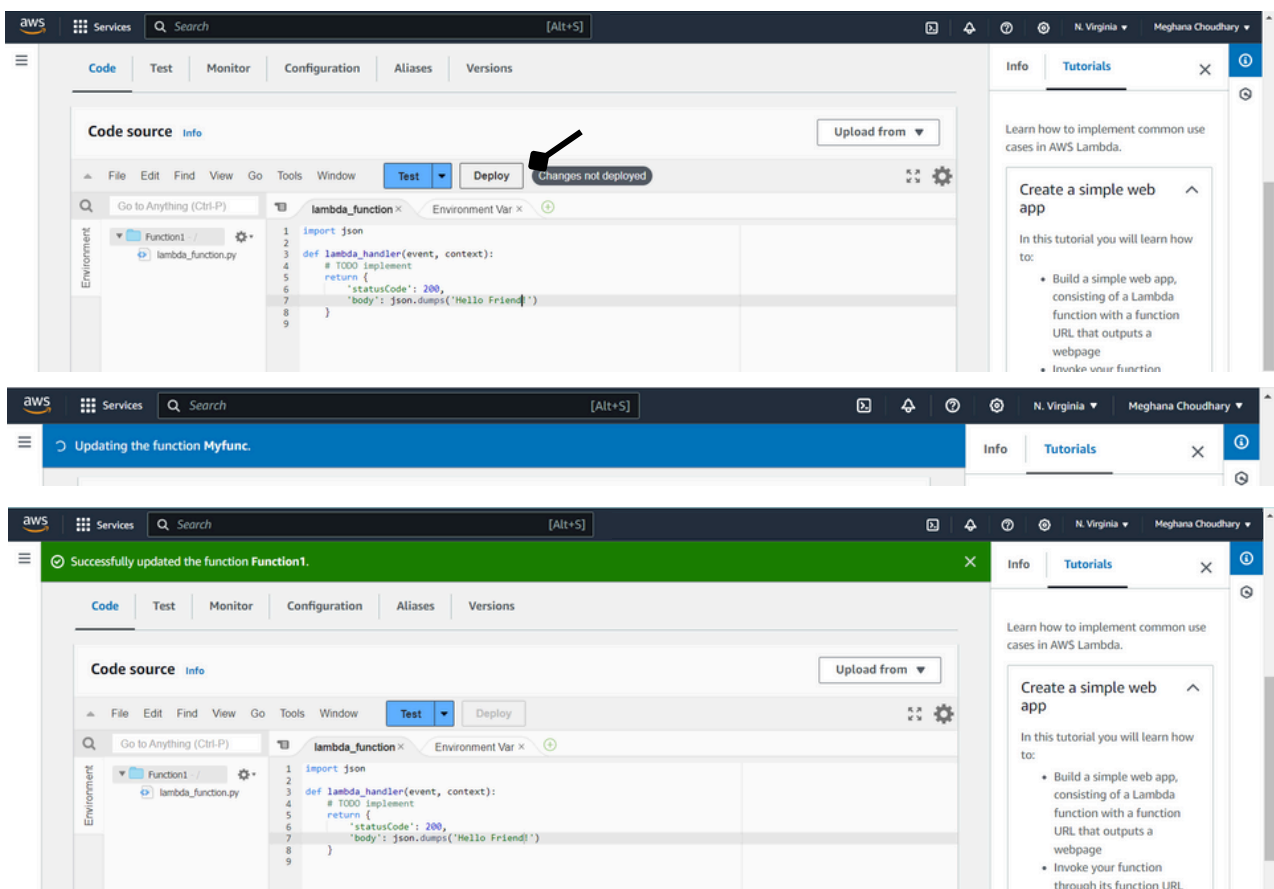 aws Services Search [Alt+S] N. Virginia ▼ Meghana Choudhary ▼
Code Test Monitor Configuration Aliases Versions
Info Tutorials
Code source Info
Upload from ▼
File Edit Find View Go Tools Window Test Deploy Changes not deployed
Go to Anything (Ctrl-P)
lambda_function × Environment Var ×
Environment
Function1 - /
lambda_function.py
1 import json
2
3 def lambda_handler(event, context):
4 # TODO implement
5 return {
6 'statusCode': 200,
7 'body': json.dumps('Hello Friend!')
8 }
9
Learn how to implement common use
cases in AWS Lambda.
Create a simple web
app
In this tutorial you will learn how
to:
• Build a simple web app,
consisting of a Lambda
function with a function
URL that outputs a
webpage
• Invoke your function
aws Services Search [Alt+S] N. Virginia ▼ Meghana Choudhary ▼
Updating the function Myfunc.
Info Tutorials
aws Services Search [Alt+S] N. Virginia ▼ Meghana Choudhary ▼
Successfully updated the function Function1.
Info Tutorials
Code Test Monitor Configuration Aliases Versions
Code source Info
Upload from ▼
File Edit Find View Go Tools Window Test Deploy
Go to Anything (Ctrl-P)
lambda_function × Environment Var ×
Environment
Function1 - /
lambda_function.py
1 import json
2
3 def lambda_handler(event, context):
4 # TODO implement
5 return {
6 'statusCode': 200,
7 'body': json.dumps('Hello Friend!')
8 }
9
Learn how to implement common use
cases in AWS Lambda.
Create a simple web
app
In this tutorial you will learn how
to:
• Build a simple web app,
consisting of a Lambda
function with a function
URL that outputs a
webpage
• Invoke your function
through its function URL